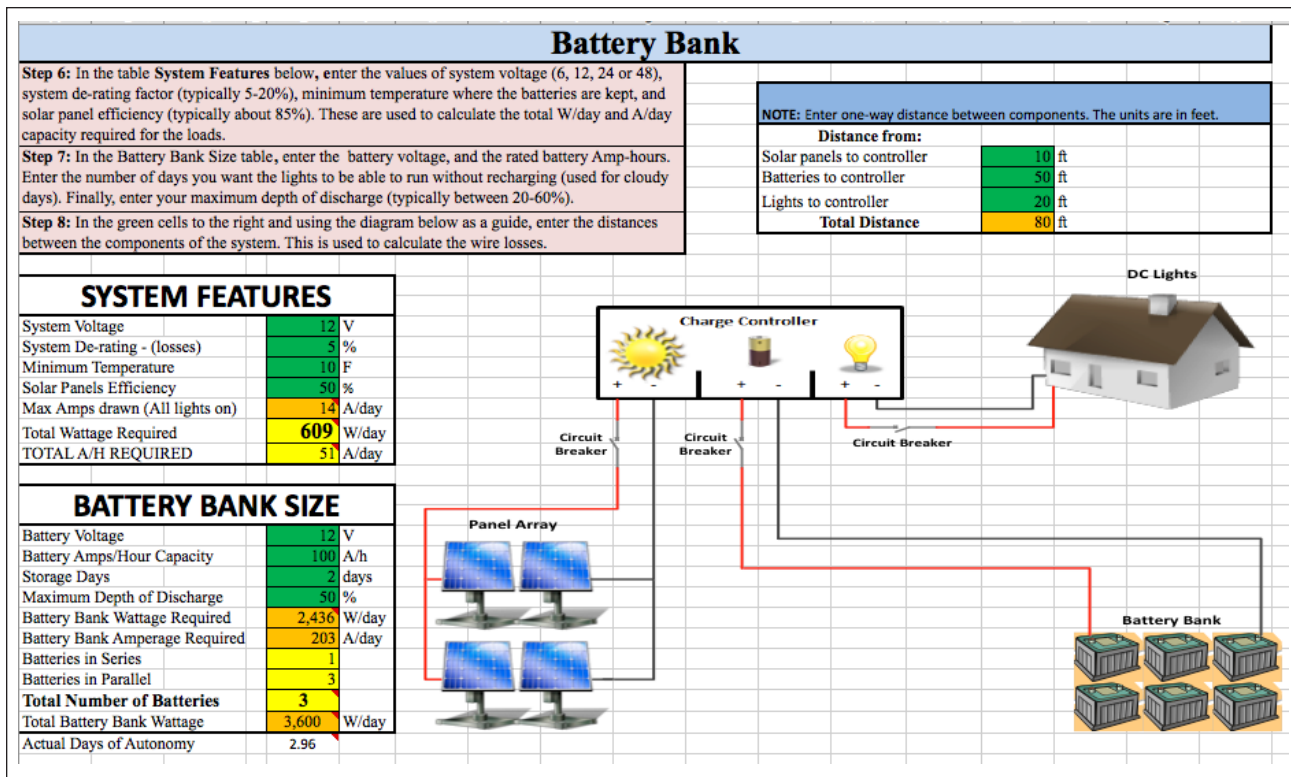 Battery Bank
Step 6: In the table System Features below, enter the values of system voltage (6, 12, 24 or 48),
system de-rating factor (typically 5-20%), minimum temperature where the batteries are kept, and
solar panel efficiency (typically about 85%). These are used to calculate the total W/day and A/day
capacity required for the loads.
Step 7: In the Battery Bank Size table, enter the battery voltage, and the rated battery Amp-hours.
Enter the number of days you want the lights to be able to run without recharging (used for cloudy
days). Finally, enter your maximum depth of discharge (typically between 20-60%).
Step 8: In the green cells to the right and using the diagram below as a guide, enter the distances
between the components of the system. This is used to calculate the wire losses.
NOTE: Enter one-way distance between components. The units are in feet.
Distance from:
Solar panels to controller 10 ft
Batteries to controller 50 ft
Lights to controller 20 ft
Total Distance 80 ft
SYSTEM FEATURES
System Voltage 12 V
System De-rating - (losses) 5 %
Minimum Temperature 10 F
Solar Panels Efficiency 50 %
Max Amps drawn (All lights on) 14 A/day
Total Wattage Required 609 W/day
TOTAL A/H REQUIRED 51 A/day
BATTERY BANK SIZE
Battery Voltage 12 V
Battery Amps/Hour Capacity 100 A/h
Storage Days 2 days
Maximum Depth of Discharge 50 %
Battery Bank Wattage Required 2,436 W/day
Battery Bank Amperage Required 203 A/day
Batteries in Series 1
Batteries in Parallel 3
Total Number of Batteries 3
Total Battery Bank Wattage 3,600 W/day
Actual Days of Autonomy 2.96
DC Lights
Charge Controller
+ - + - + -
Circuit
Breaker
Circuit
Breaker
Circuit Breaker
Panel Array
Battery Bank